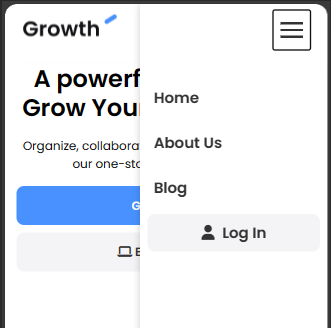 Growth
A powerf
Grow You
Organize, collabora
our one-sto
G
E
Home
About Us
Blog
Log In